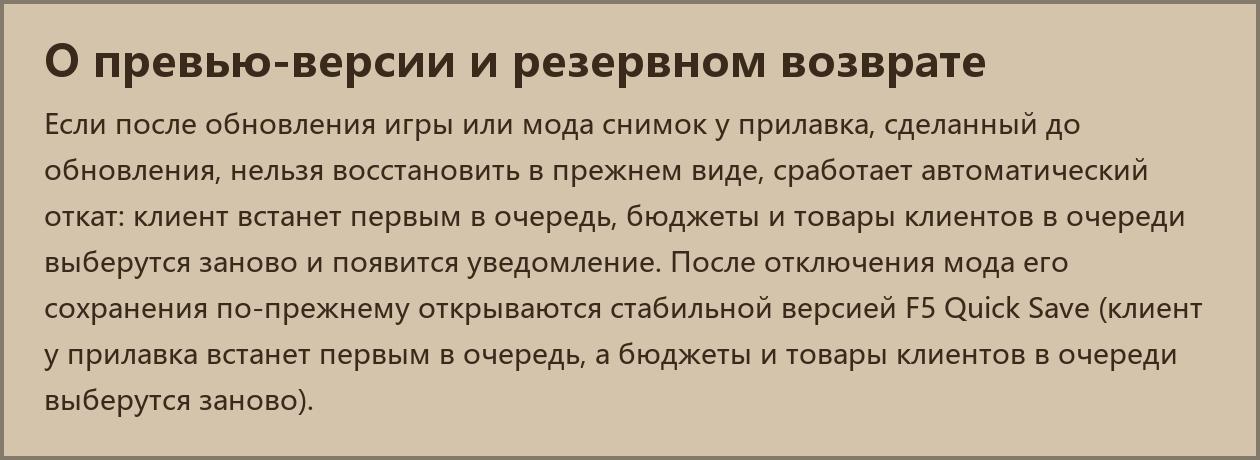 О превью-версии и резервном возврате
Если после обновления игры или мода снимок у прилавка, сделанный до
обновления, нельзя восстановить в прежнем виде, сработает автоматический
откат: клиент встанет первым в очередь, бюджеты и товары клиентов в очереди
выберутся заново и появится уведомление. После отключения мода его
сохранения по-прежнему открываются стабильной версией F5 Quick Save (клиент
у прилавка встанет первым в очередь, а бюджеты и товары клиентов в очереди
выберутся заново).